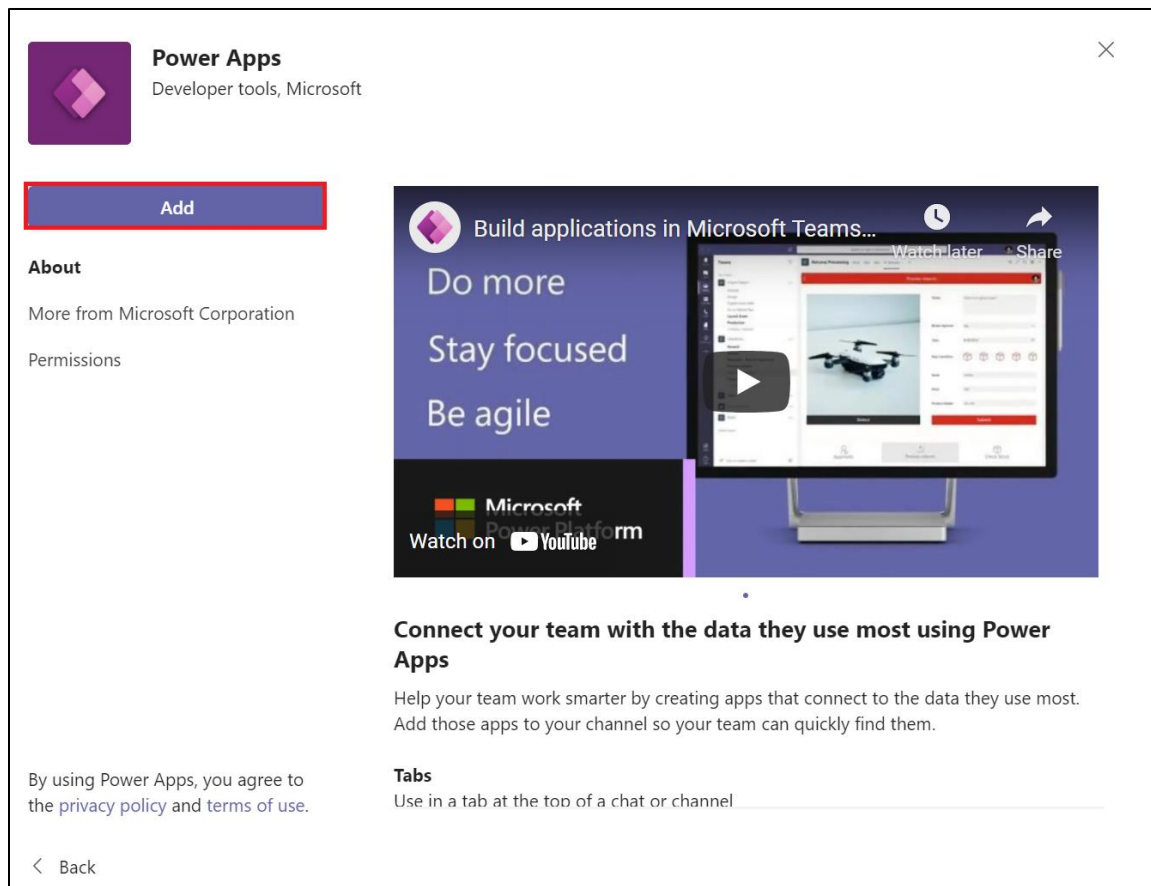 Power Apps
Developer tools, Microsoft
Add
About
More from Microsoft Corporation
Permissions
Build applications in Microsoft Teams...
Watch later
Share
Do more
Stay focused
Be agile
Microsoft
Power Platform
Watch on YouTube
Connect your team with the data they use most using Power
Apps
Help your team work smarter by creating apps that connect to the data they use most.
Add those apps to your channel so your team can quickly find them.
Tabs
Use in a tab at the top of a chat or channel
By using Power Apps, you agree to
the privacy policy and terms of use.
Back